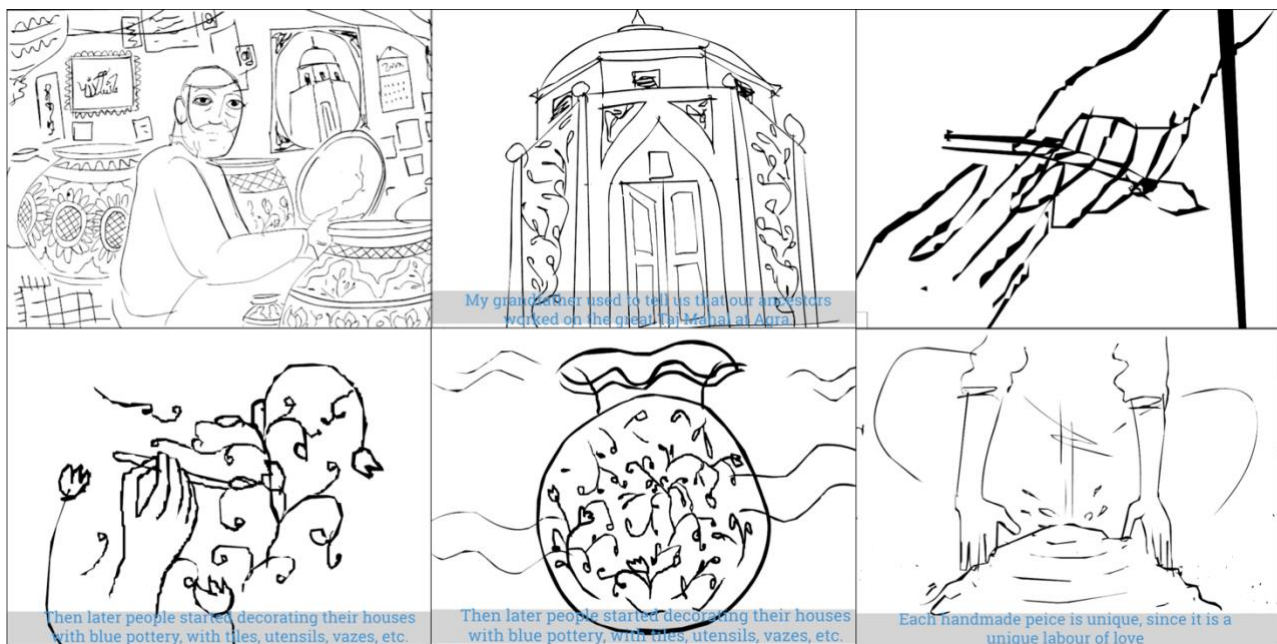 My grandfather used to tell us that our ancestors
worked on the great Taj Mahal at Agra.
Then later people started decorating their houses
with blue pottery, with tiles, utensils, vazes, etc.
Then later people started decorating their houses
with blue pottery, with tiles, utensils, vazes, etc.
Each handmade peice is unique, since it is a
unique labour of love